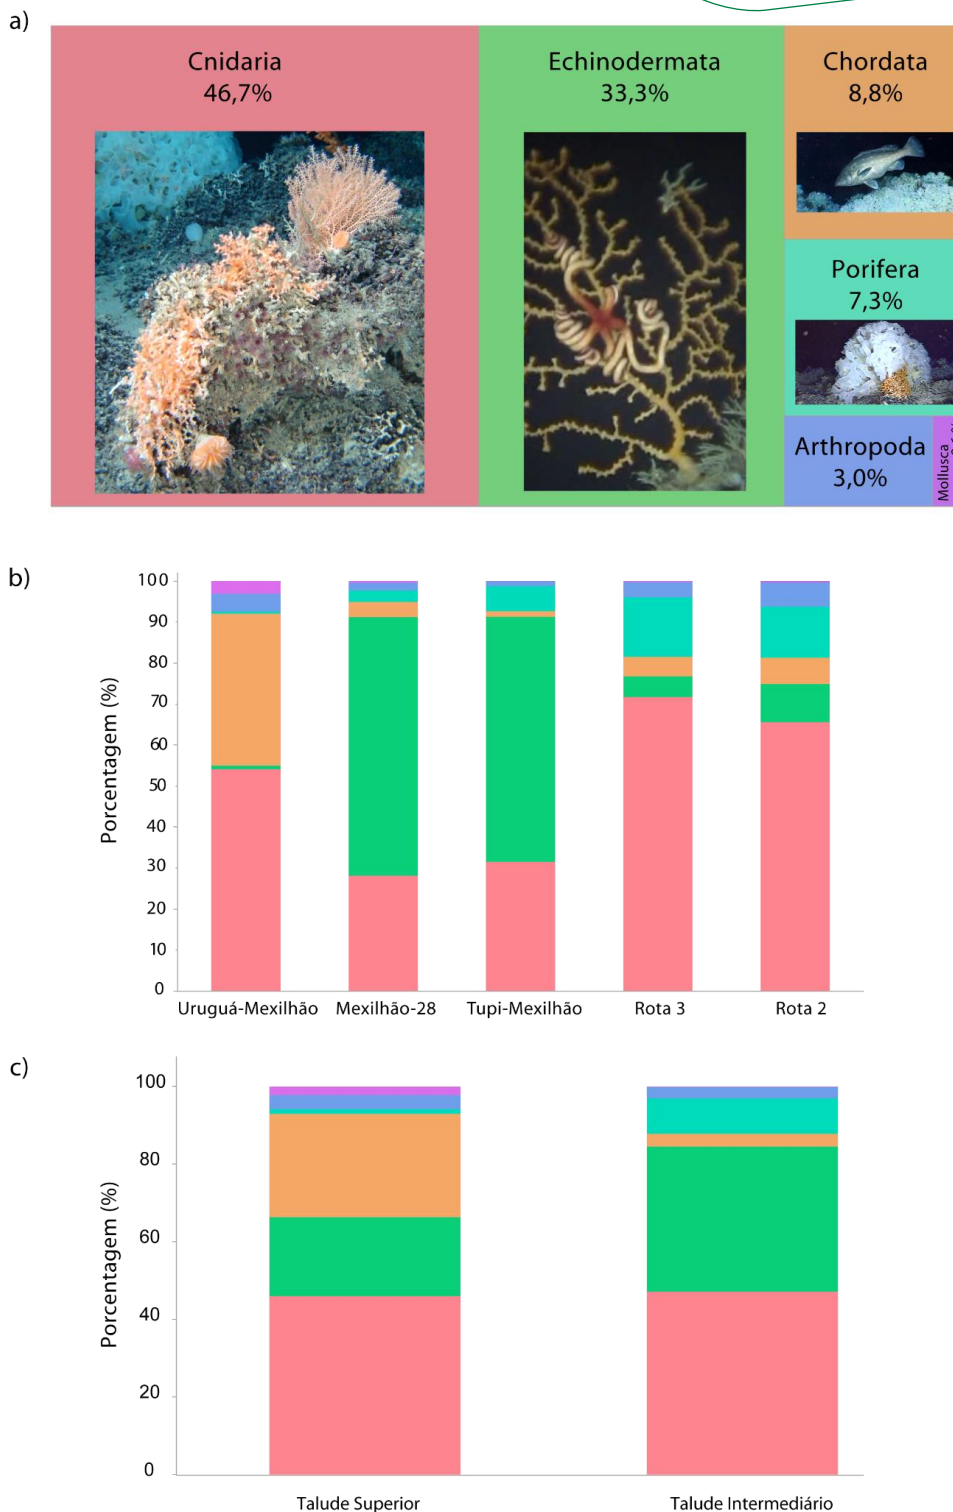 a)
Cnidaria
46,7%
Echinodermata
33,3%
Chordata
8,8%
Porifera
7,3%
Arthropoda
3,0%
Mollusca
b)
Porcentagem (%)
100
90
80
70
60
50
40
30
20
10
0
Uruguá-Mexilhão Mexilhão-28 Tupi-Mexilhão Rota 3 Rota 2
c)
Porcentagem (%)
100
80
60
40
20
0
Talude Superior Talude Intermediário